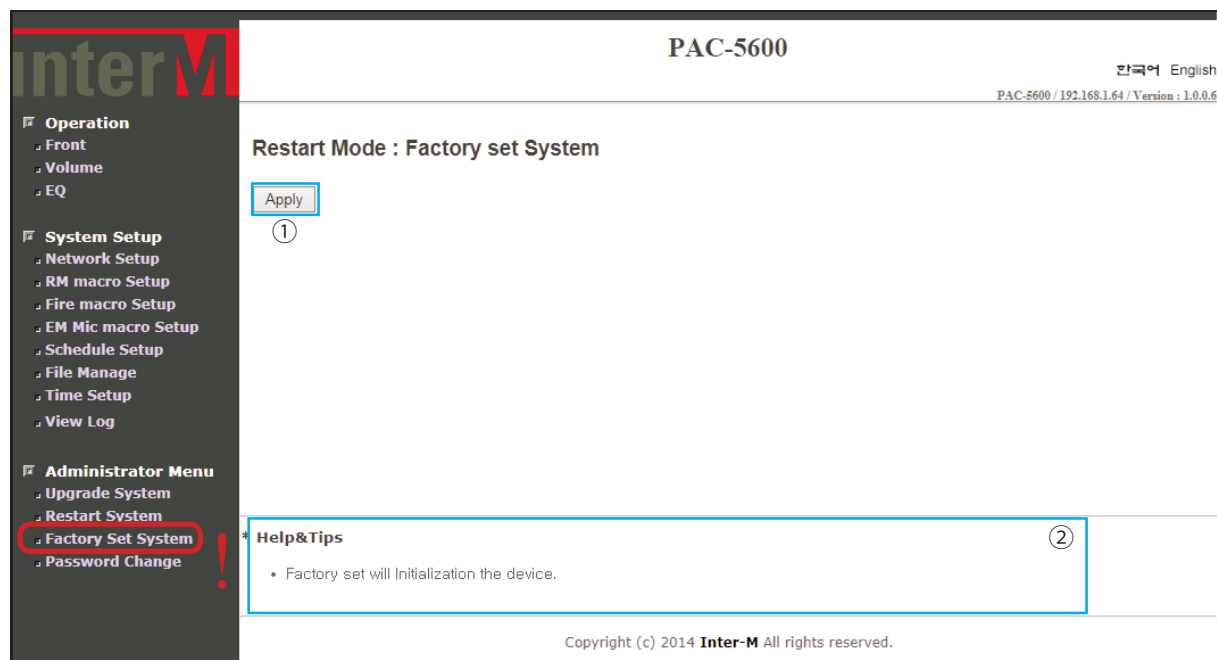 inter M
PAC-5600
한국어 English
PAC-5600 / 192.168.1.64 / Version : 1.0.0.6
Operation
Front
Volume
EQ
System Setup
Network Setup
RM macro Setup
Fire macro Setup
EM Mic macro Setup
Schedule Setup
File Manage
Time Setup
View Log
Administrator Menu
Upgrade System
Restart System
Factory Set System
!
Password Change
Restart Mode : Factory set System
Apply
①
* Help&Tips
②
• Factory set will Initialization the device.
Copyright (c) 2014 Inter-M All rights reserved.